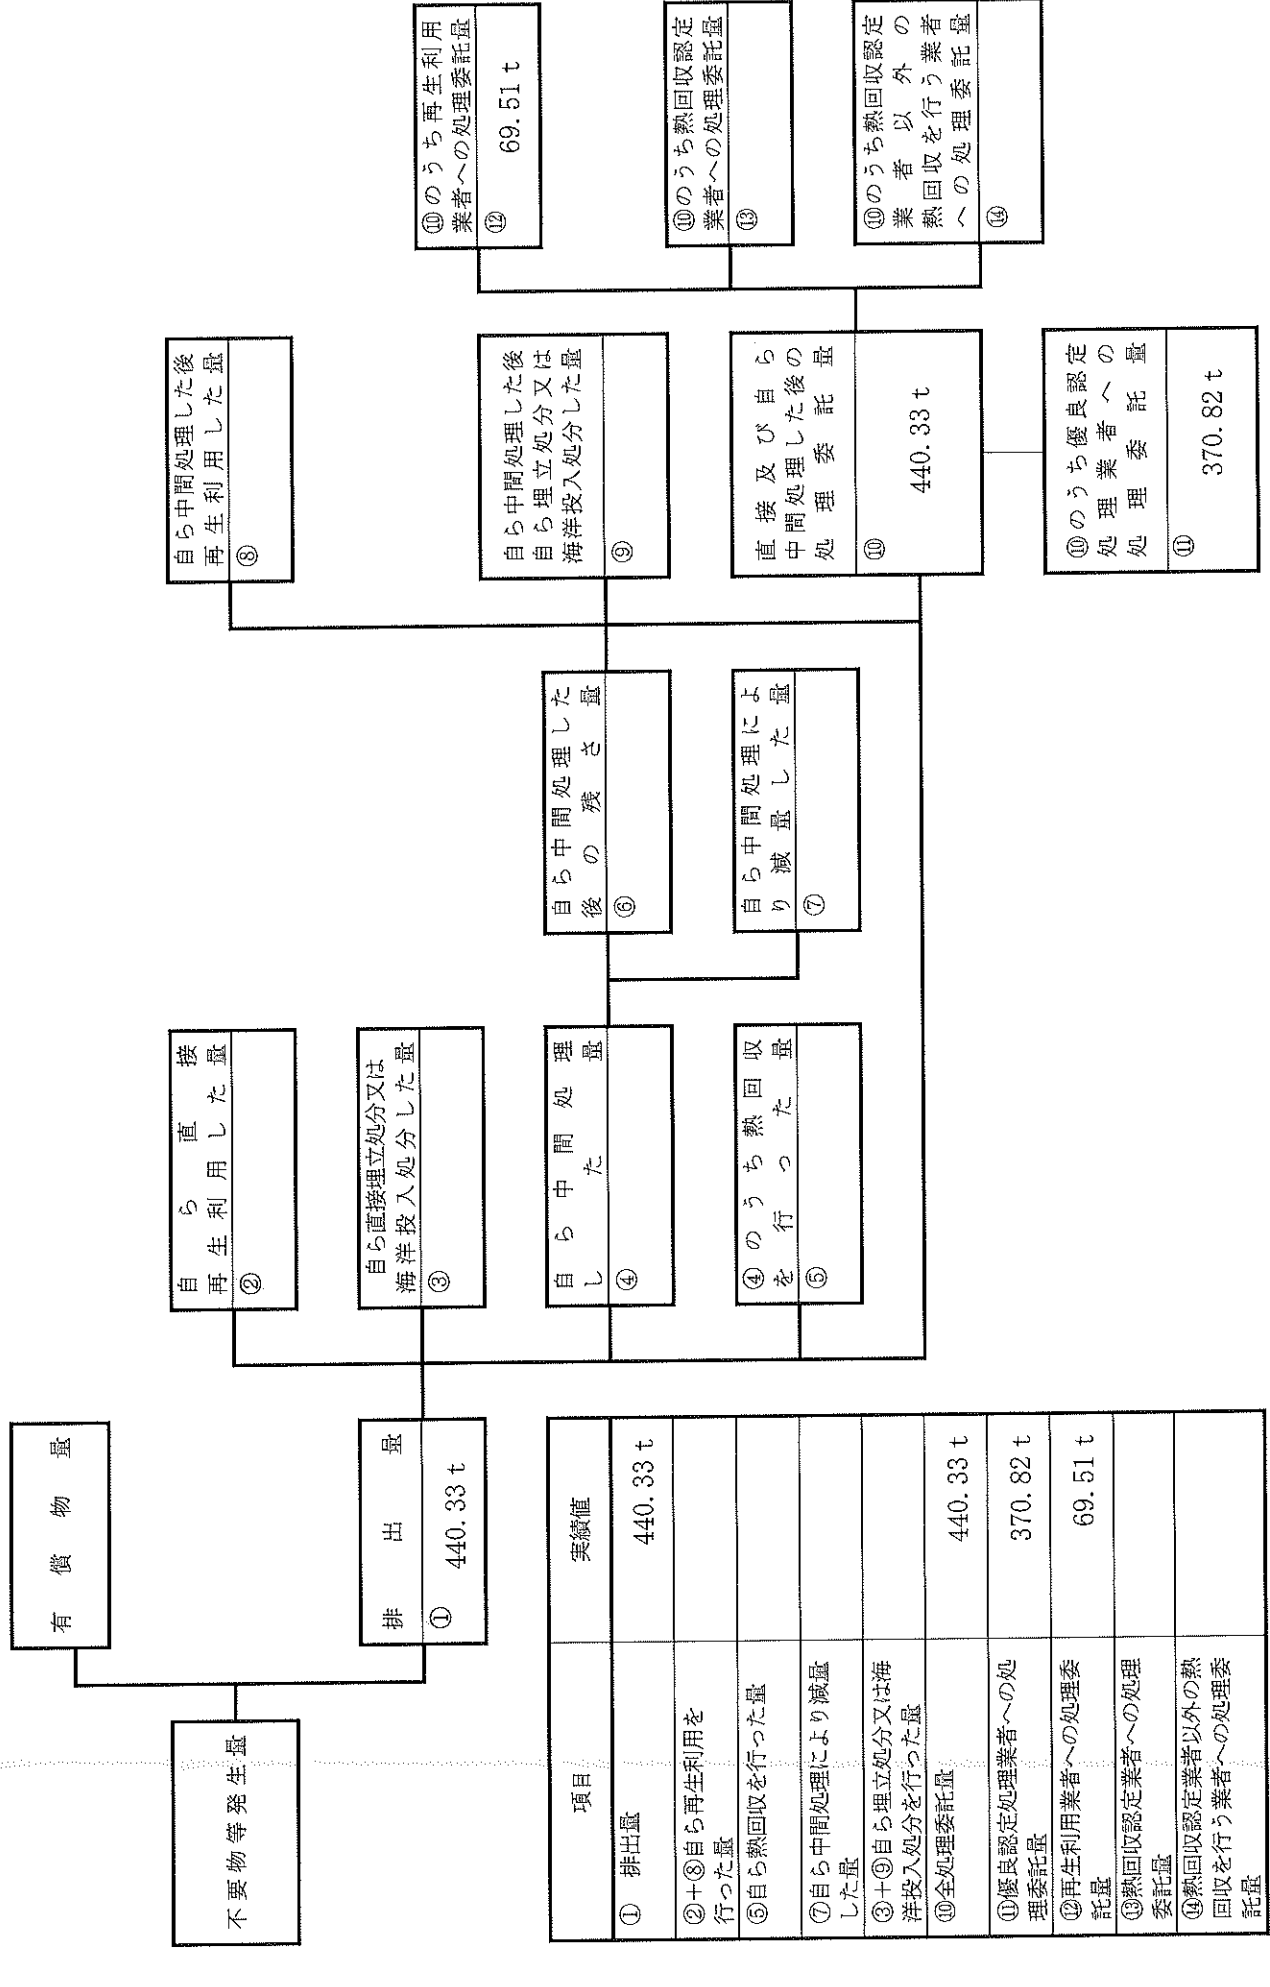 不要物等発生量
有償物量
排出量
① 440.33 t
自ら直接
再生利用した量
②
自ら直接埋立処分又は
海洋投入処分した量
③
自ら中間処理
した量
④
④のうち熱回収
を行った量
⑤
自ら中間処理した
後の残さ量
⑥
自ら中間処理によ
り減量した量
⑦
自ら中間処理した後
再生利用した量
⑧
自ら中間処理した後
自ら埋立処分又は
海洋投入処分した量
⑨
直接及び自ら
中間処理した後の
処理委託量
⑩ 440.33 t
⑩のうち優良認定
処理業者への
処理委託量
⑪ 370.82 t
⑩のうち再生利用
業者への処理委託量
⑫ 69.51 t
⑩のうち熱回収認定
業者への処理委託量
⑬
⑩のうち熱回収認定
業者以外の
熱回収を行う業者
への処理委託量
⑭
項目 実績値
① 排出量 440.33 t
②+⑧自ら再生利用を
行った量
⑤自ら熱回収を行った量
⑦自ら中間処理により減量
した量
③+⑨自ら埋立処分又は海
洋投入処分を行った量
⑩全処理委託量 440.33 t
⑪優良認定処理業者への処
理委託量 370.82 t
⑫再生利用業者への処理委
託量 69.51 t
⑬熱回収認定業者への処理
委託量
⑭熱回収認定業者以外の熱
回収を行う業者への処理委
託量